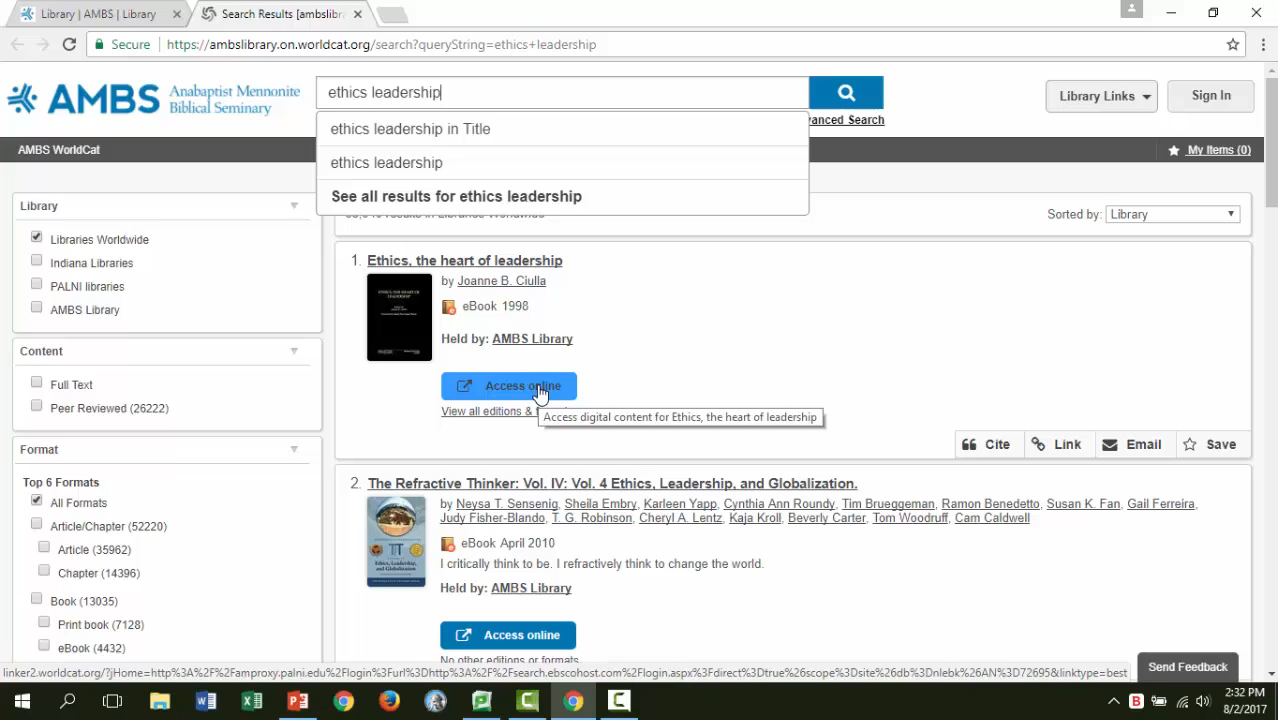 Library | AMBS | Library
Search Results [ambslibr
Secure
https://ambslibrary.on.worldcat.org/search?queryString=ethics+leadership
AMBS
Anabaptist Mennonite
Biblical Seminary
ethics leadership
Library Links
Sign In
anced Search
ethics leadership in Title
ethics leadership
See all results for ethics leadership
AMBS WorldCat
My Items (0)
Library
Libraries Worldwide
Indiana Libraries
PALNI libraries
AMBS Library
Sorted by:
Library
Content
Full Text
Peer Reviewed (26222)
Format
Top 6 Formats
All Formats
Article/Chapter (52220)
Article (35962)
Chapter (14896)
Book (13035)
Print book (7128)
eBook (4432)
1. Ethics, the heart of leadership
by Joanne B. Ciulla
eBook 1998
Held by: AMBS Library
Access online
View all editions &
Access digital content for Ethics, the heart of leadership
Cite
Link
Email
Save
2. The Refractive Thinker: Vol. IV: Vol. 4 Ethics, Leadership, and Globalization.
by Neysa T. Sensenig, Sheila Embry, Karleen Yapp, Cynthia Ann Roundy, Tim Brueggeman, Ramon Benedetto, Susan K. Fan, Gail Ferreira,
Judy Fisher-Blando, T. G. Robinson, Cheryl A. Lentz, Kaja Kroll, Beverly Carter, Tom Woodruff, Cam Caldwell
eBook April 2010
I critically think to be. I refractively think to change the world.
Held by: AMBS Library
Access online
No other editions or formats
Send Feedback
linker2.worldcat.org/?jHome=http%3A%2F%2Famproxy.palni.edu%2Flogin%3Furl%3Dhttp%3A%2F%2Fsearch.ebscohost.com%2Flogin.aspx%3Fdirect%3Dtrue%26scope%3Dsite%26db%3Dnlebk%26AN%3D72695&linktype=best
2:32 PM
8/2/2017